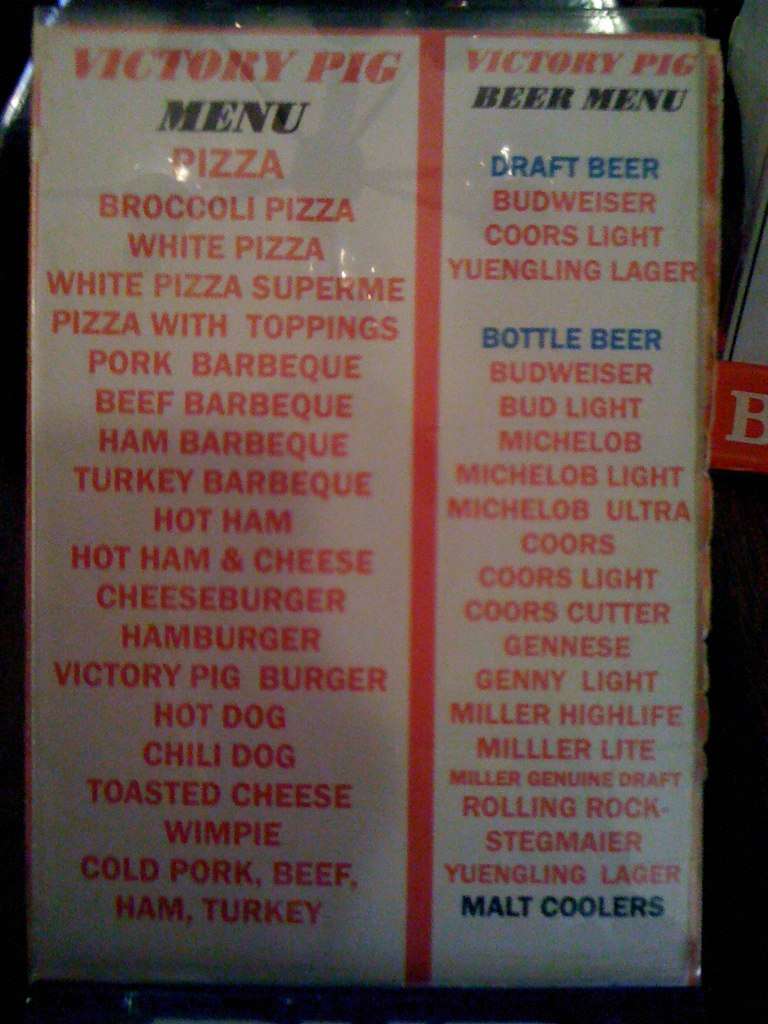 VICTORY PIG
MENU
PIZZA
BROCCOLI PIZZA
WHITE PIZZA
WHITE PIZZA SUPERME
PIZZA WITH TOPPINGS
PORK BARBEQUE
BEEF BARBEQUE
HAM BARBEQUE
TURKEY BARBEQUE
HOT HAM
HOT HAM & CHEESE
CHEESEBURGER
HAMBURGER
VICTORY PIG BURGER
HOT DOG
CHILI DOG
TOASTED CHEESE
WIMPIE
COLD PORK, BEEF,
HAM, TURKEY
VICTORY PIG
BEER MENU
DRAFT BEER
BUDWEISER
COORS LIGHT
YUENGLING LAGER
BOTTLE BEER
BUDWEISER
BUD LIGHT
MICHELOB
MICHELOB LIGHT
MICHELOB ULTRA
COORS
COORS LIGHT
COORS CUTTER
GENNESE
GENNY LIGHT
MILLER HIGHLIFE
MILLLER LITE
MILLER GENUINE DRAFT
ROLLING ROCK-
STEGMAIER
YUENGLING LAGER
MALT COOLERS
B